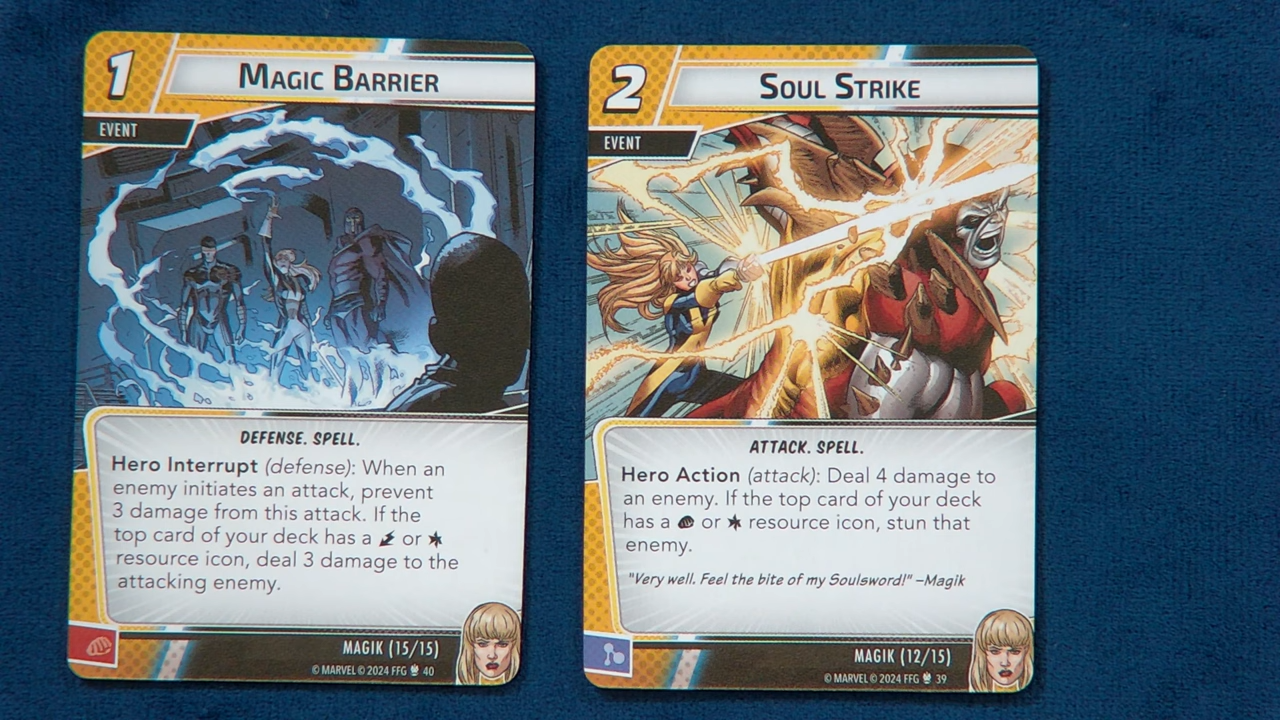 1
MAGIC BARRIER
EVENT
DEFENSE. SPELL.
Hero Interrupt (defense): When an
enemy initiates an attack, prevent
3 damage from this attack. If the
top card of your deck has a or
resource icon, deal 3 damage to the
attacking enemy.
MAGIK (15/15)
© MARVEL © 2024 FFG 40
2
SOUL STRIKE
EVENT
ATTACK. SPELL.
Hero Action (attack): Deal 4 damage to
an enemy. If the top card of your deck
has a or resource icon, stun that
enemy.
"Very well. Feel the bite of my Soulsword!" –Magik
MAGIK (12/15)
© MARVEL © 2024 FFG 39